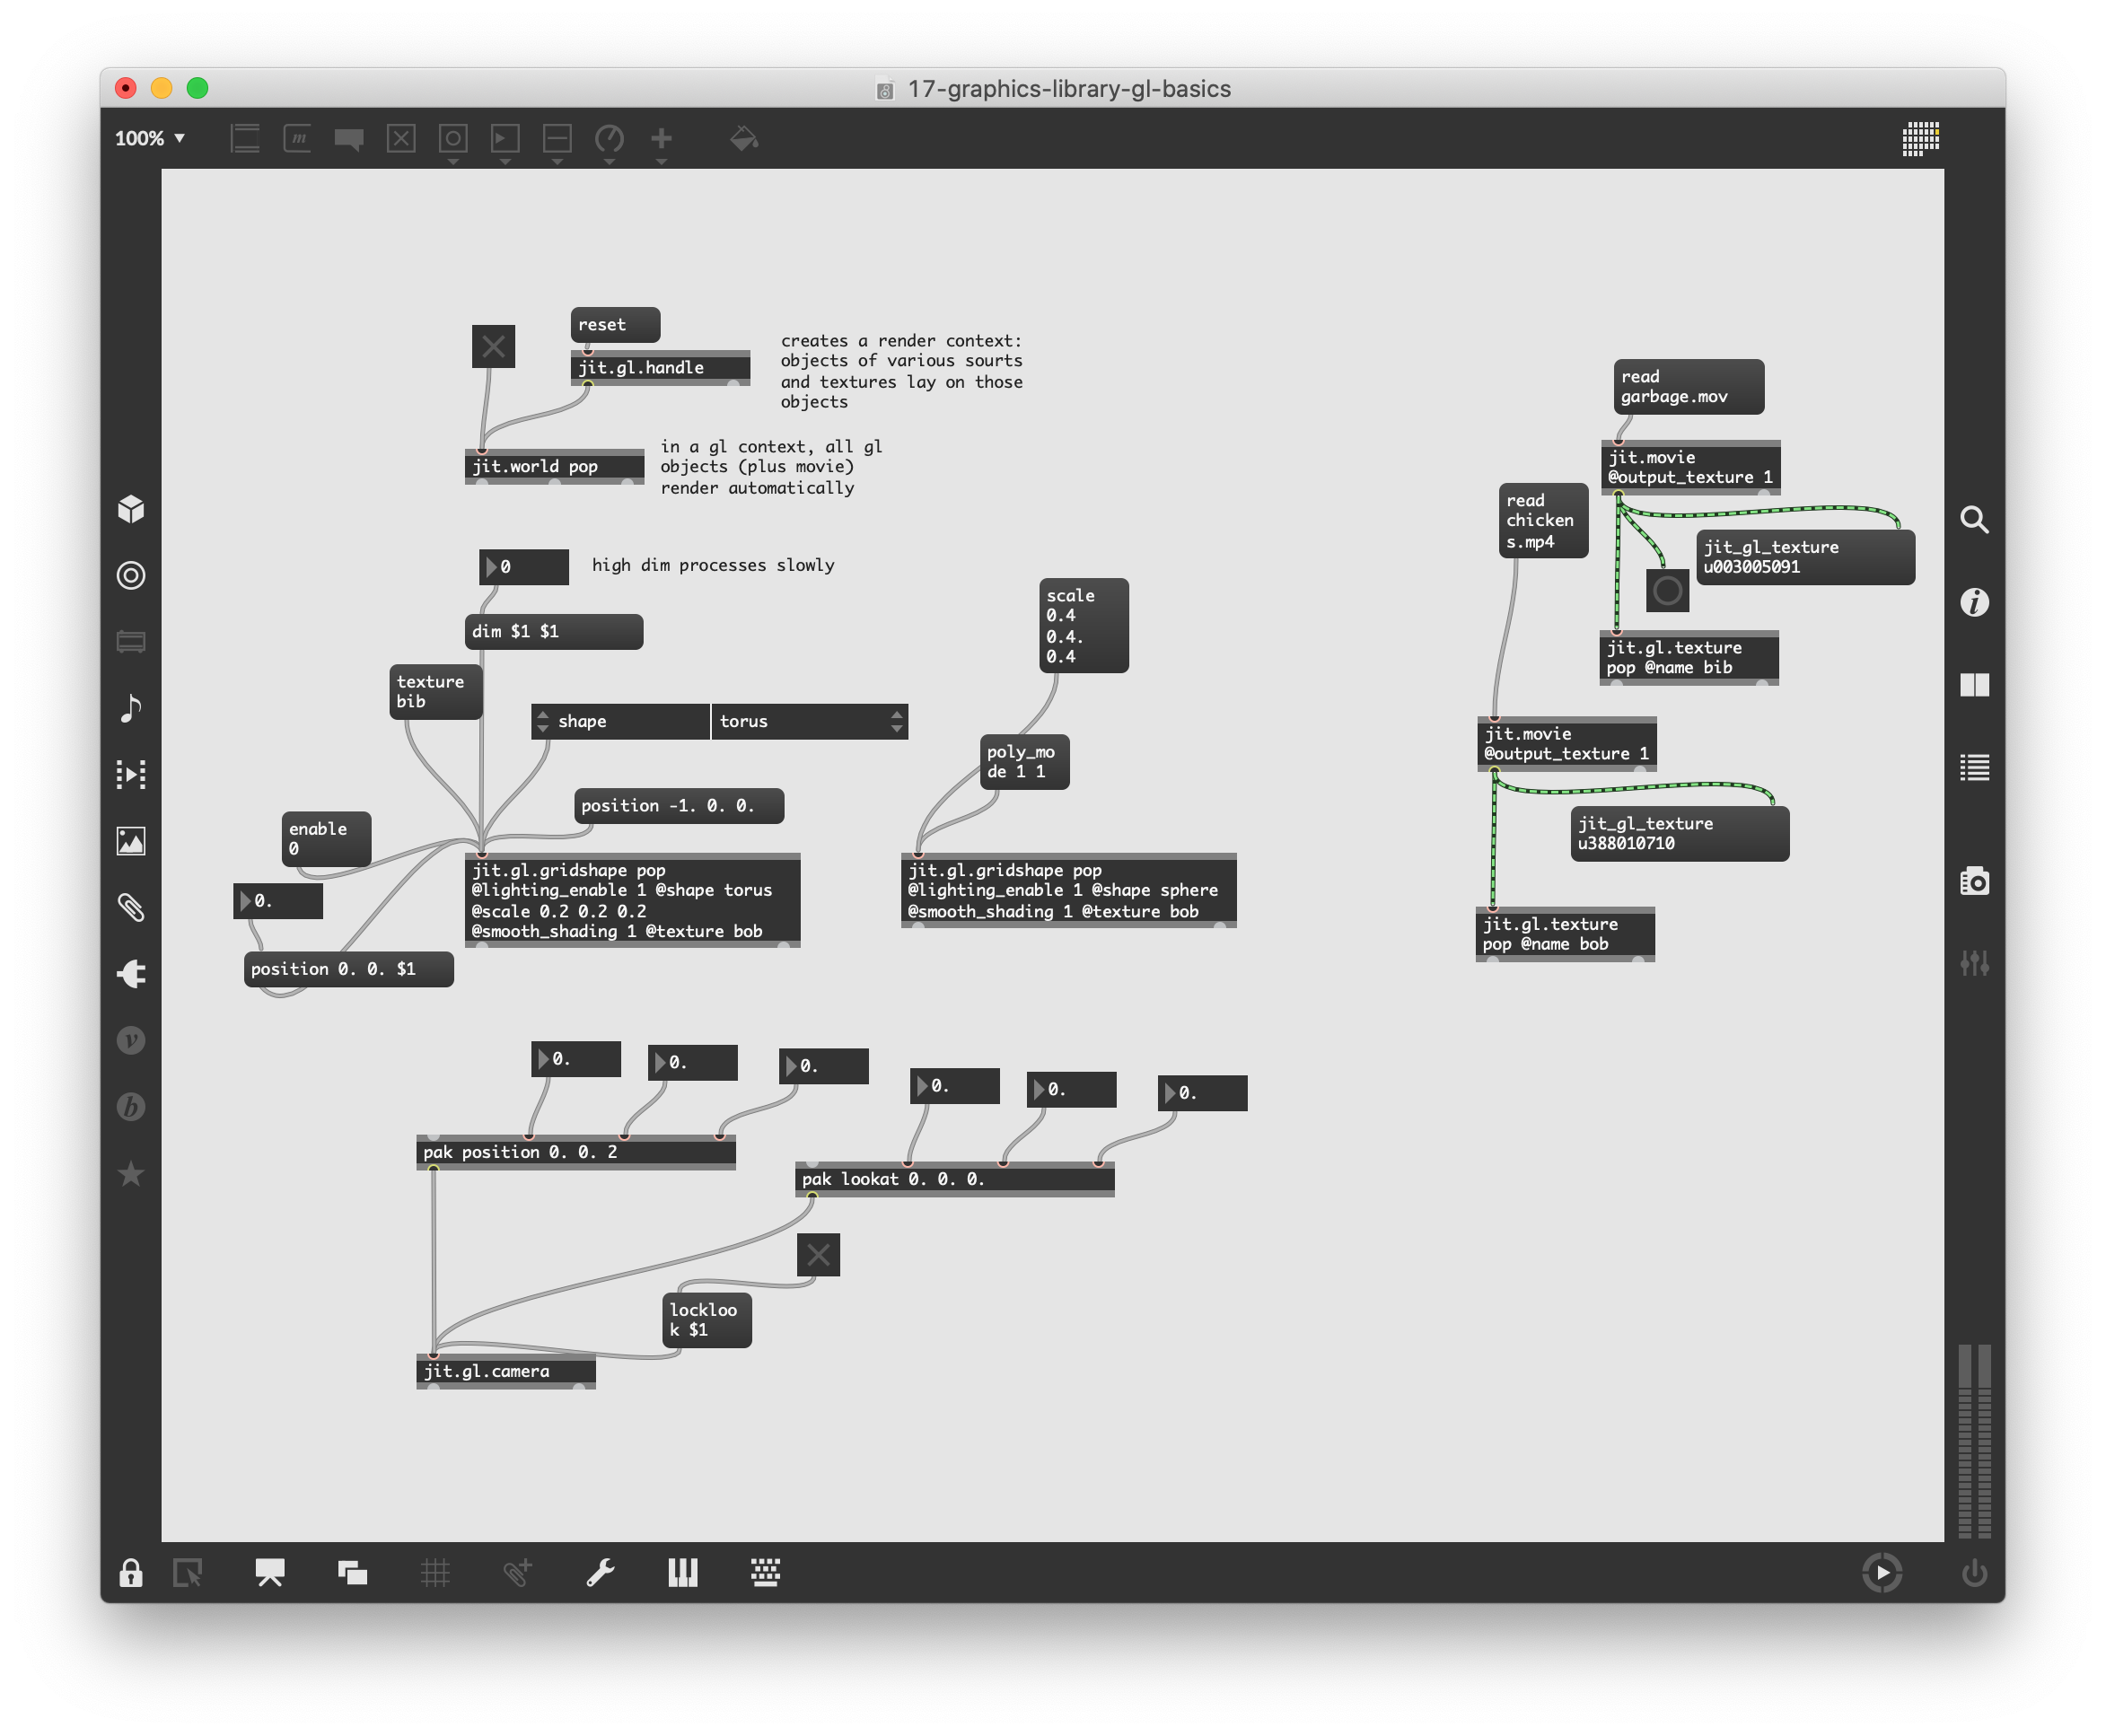 17-graphics-library-gl-basics
100%
reset
jit.gl.handle
creates a render context:
objects of various sourts
and textures lay on those
objects
jit.world pop
in a gl context, all gl
objects (plus movie)
render automatically
0
high dim processes slowly
dim $1 $1
texture
bib
shape
torus
position -1. 0. 0.
enable
0
0.
position 0. 0. $1
jit.gl.gridshape pop
@lighting_enable 1 @shape torus
@scale 0.2 0.2 0.2
@smooth_shading 1 @texture bob
scale
0.4
0.4.
0.4
poly_mo
de 1 1
jit.gl.gridshape pop
@lighting_enable 1 @shape sphere
@smooth_shading 1 @texture bob
read
garbage.mov
jit.movie
@output_texture 1
jit_gl_texture
u003005091
jit.gl.texture
pop @name bib
read
chicken
s.mp4
jit.movie
@output_texture 1
jit_gl_texture
u388010710
jit.gl.texture
pop @name bob
0.
0.
0.
pak position 0. 0. 2
0.
0.
0.
pak lookat 0. 0. 0.
lockloo
k $1
jit.gl.camera